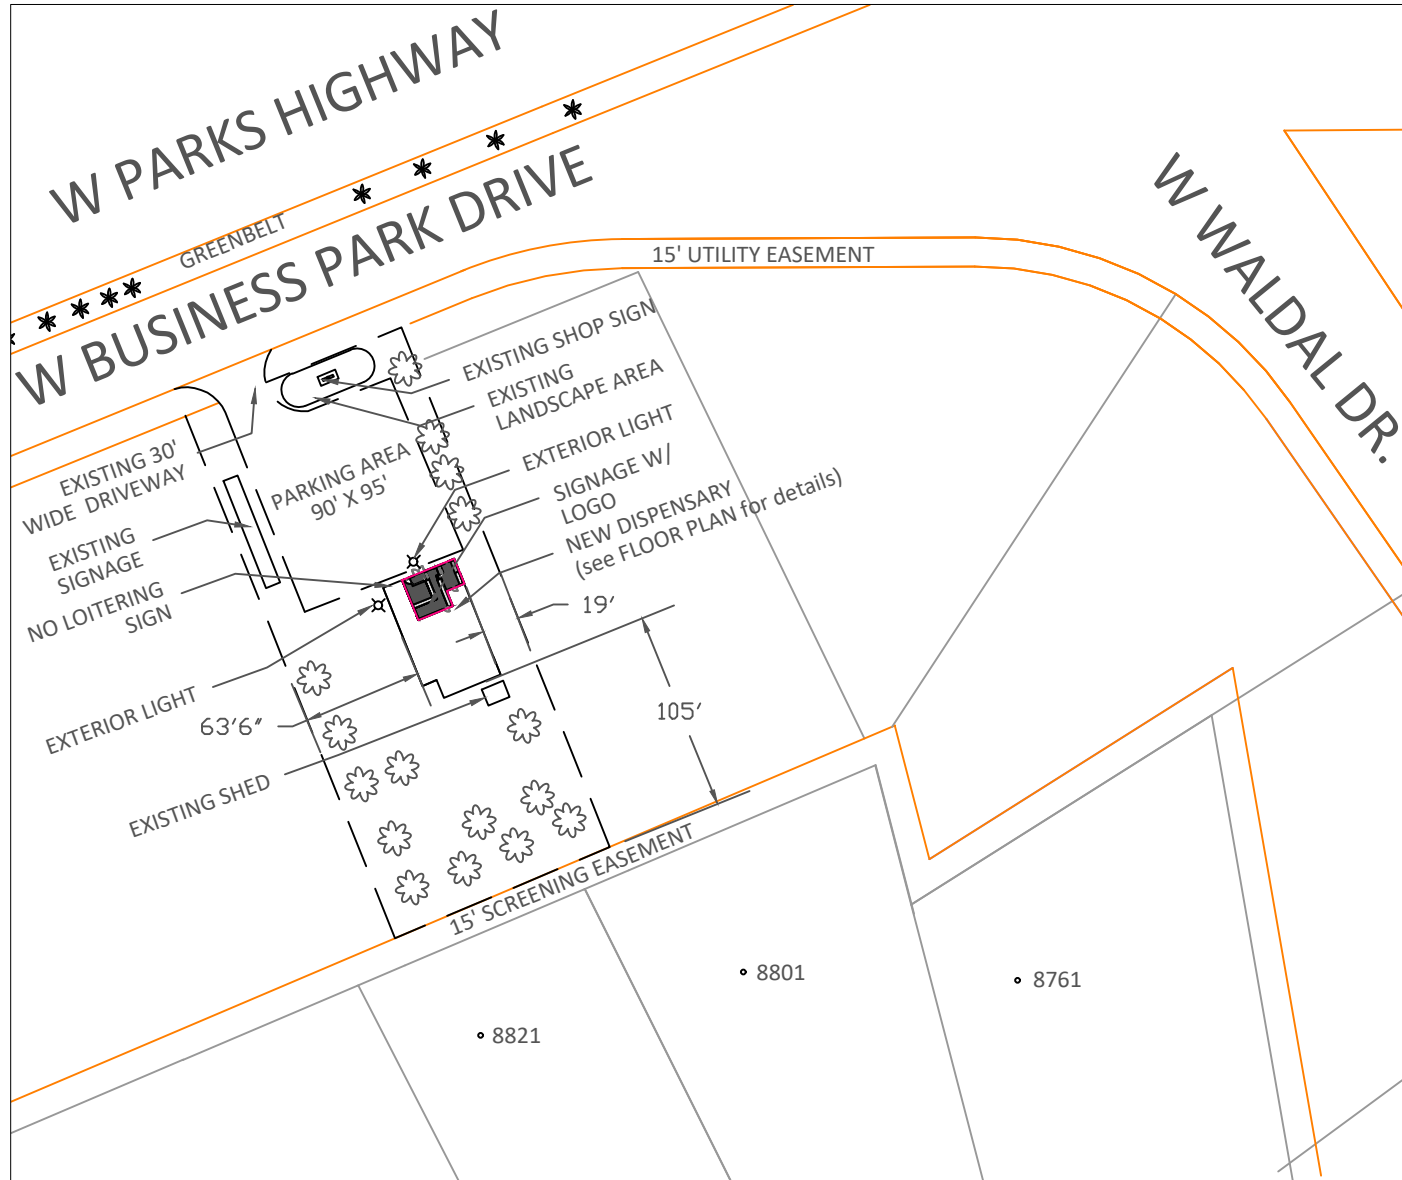 W PARKS HIGHWAY
GREENBELT
W BUSINESS PARK DRIVE
15' UTILITY EASEMENT
W WALDAL DR.
EXISTING SHOP SIGN
EXISTING
LANDSCAPE AREA
EXTERIOR LIGHT
SIGNAGE W/
LOGO
NEW DISPENSARY
(see FLOOR PLAN for details)
PARKING AREA
90' X 95'
EXISTING 30'
WIDE DRIVEWAY
EXISTING
SIGNAGE
NO LOITERING
SIGN
EXTERIOR LIGHT
63'6"
EXISTING SHED
19'
105'
15' SCREENING EASEMENT
8801
8761
8821